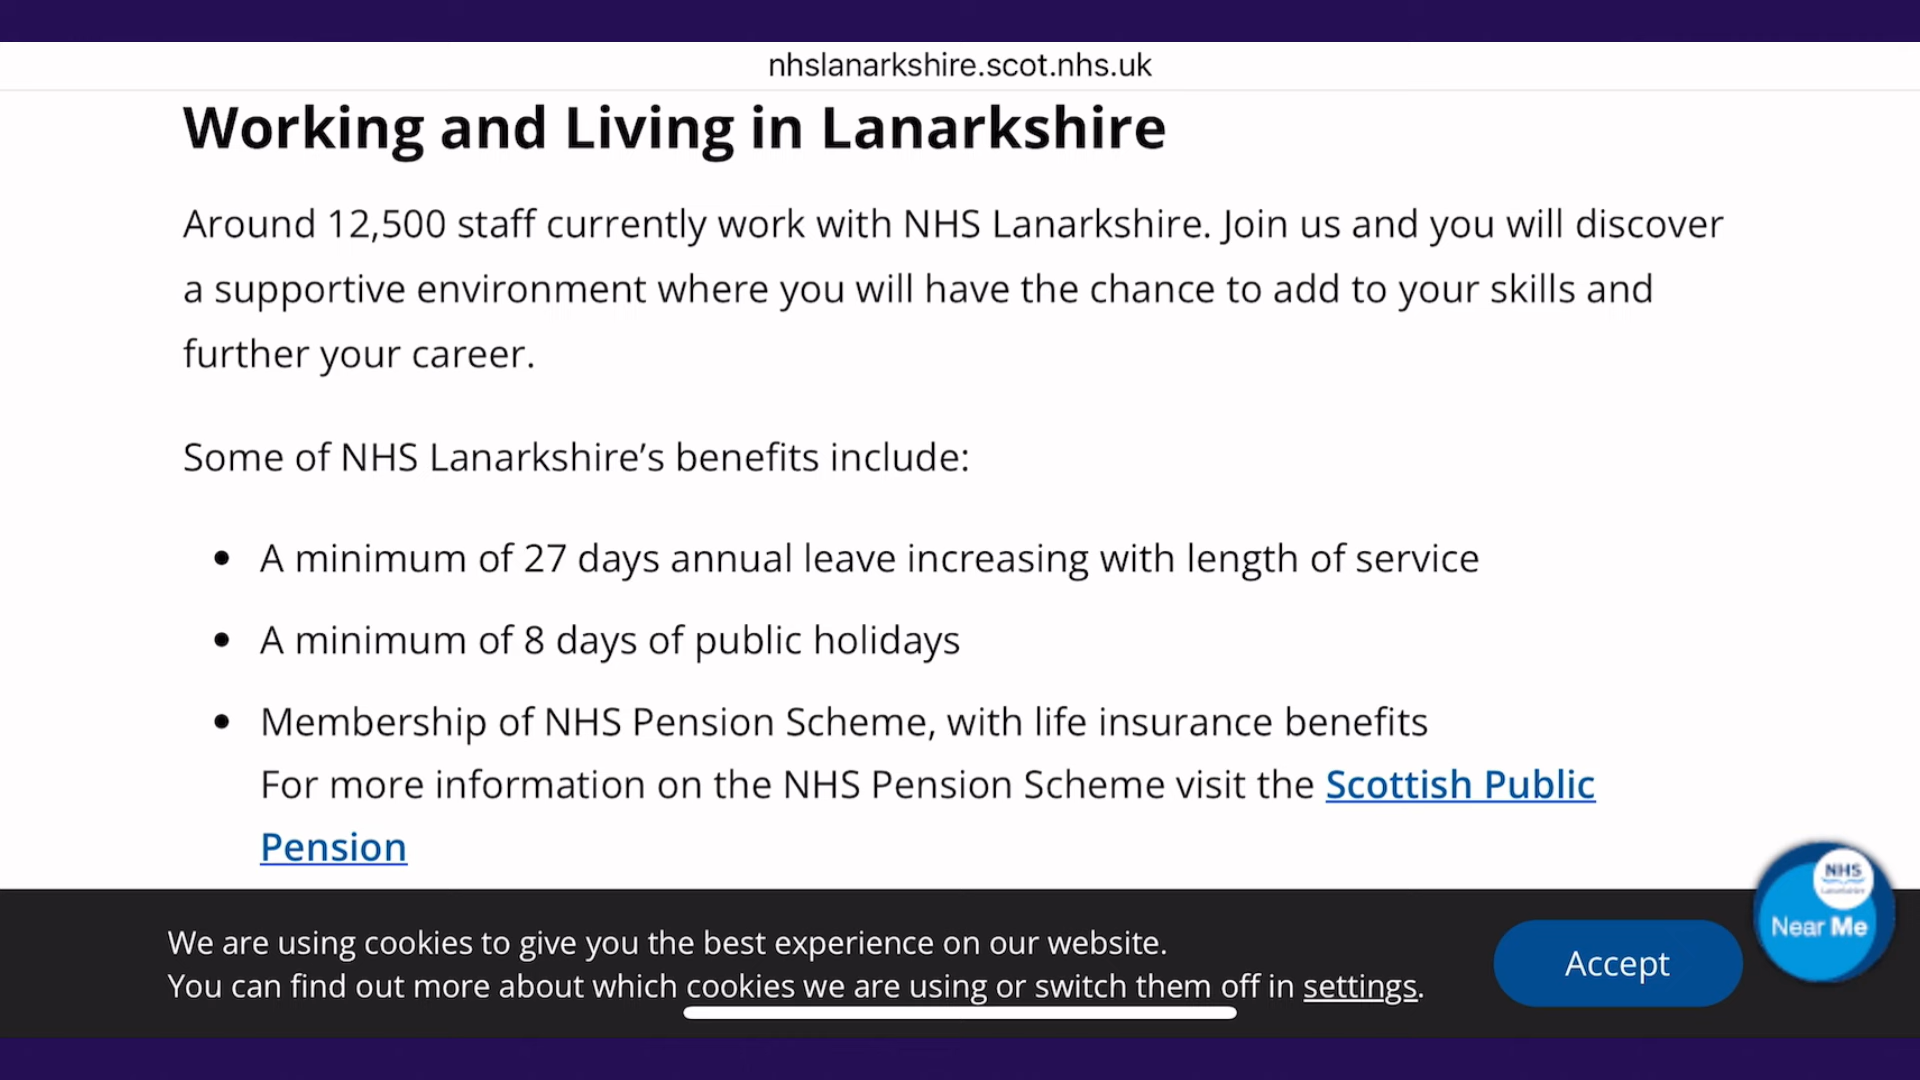 nhslanarkshire.scot.nhs.uk
Working and Living in Lanarkshire
Around 12,500 staff currently work with NHS Lanarkshire. Join us and you will discover
a supportive environment where you will have the chance to add to your skills and
further your career.
Some of NHS Lanarkshire’s benefits include:
• A minimum of 27 days annual leave increasing with length of service
• A minimum of 8 days of public holidays
• Membership of NHS Pension Scheme, with life insurance benefits
For more information on the NHS Pension Scheme visit the Scottish Public
Pension
We are using cookies to give you the best experience on our website.
You can find out more about which cookies we are using or switch them off in settings.
Accept
NHS
Lanarkshire
Near Me